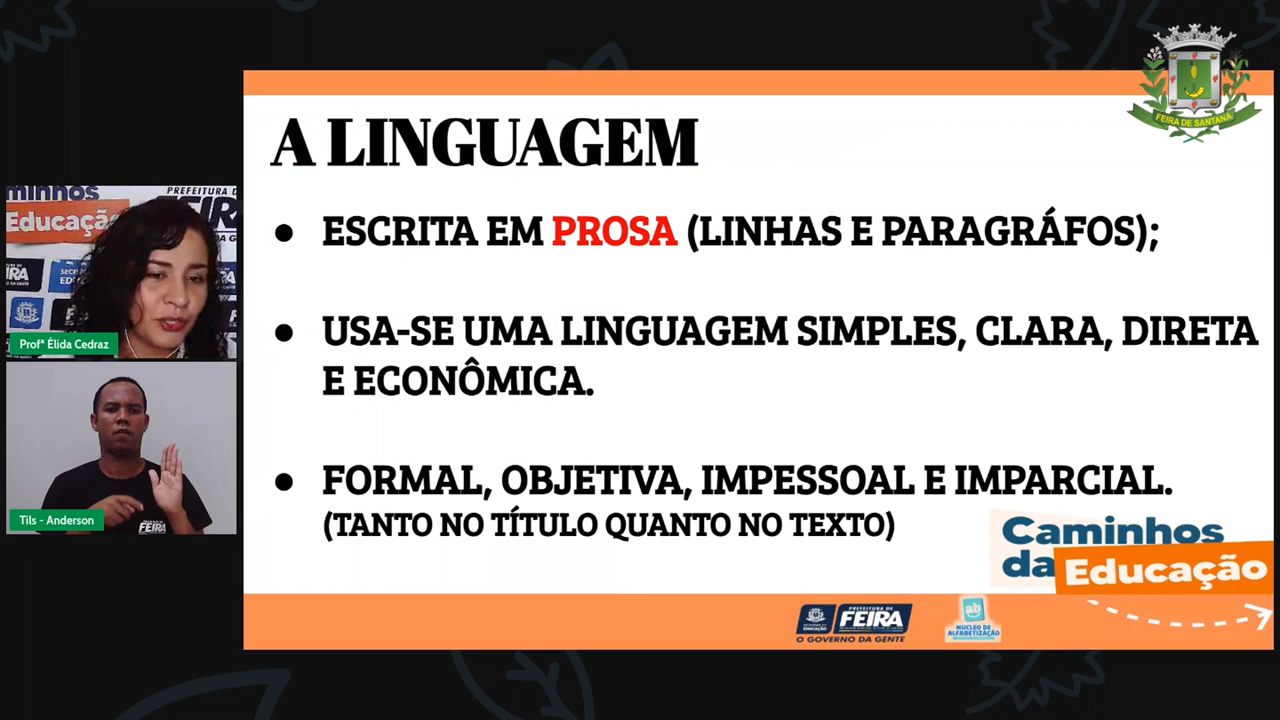 FEIRA DE SANTANA
A LINGUAGEM
● ESCRITA EM PROSA (LINHAS E PARAGRÁFOS);
● USA-SE UMA LINGUAGEM SIMPLES, CLARA, DIRETA
E ECONÔMICA.
● FORMAL, OBJETIVA, IMPESSOAL E IMPARCIAL.
(TANTO NO TÍTULO QUANTO NO TEXTO)
minhos
Educaçã
PREFEITURA D
Profª Élida Cedraz
FEIRA
Tils - Anderson
Caminhos
da Educação
EDUCAÇÃO
PREFEITURA DE
FEIRA
O GOVERNO DA GENTE
ab
NÚCLEO DE
ALFABETIZAÇÃO